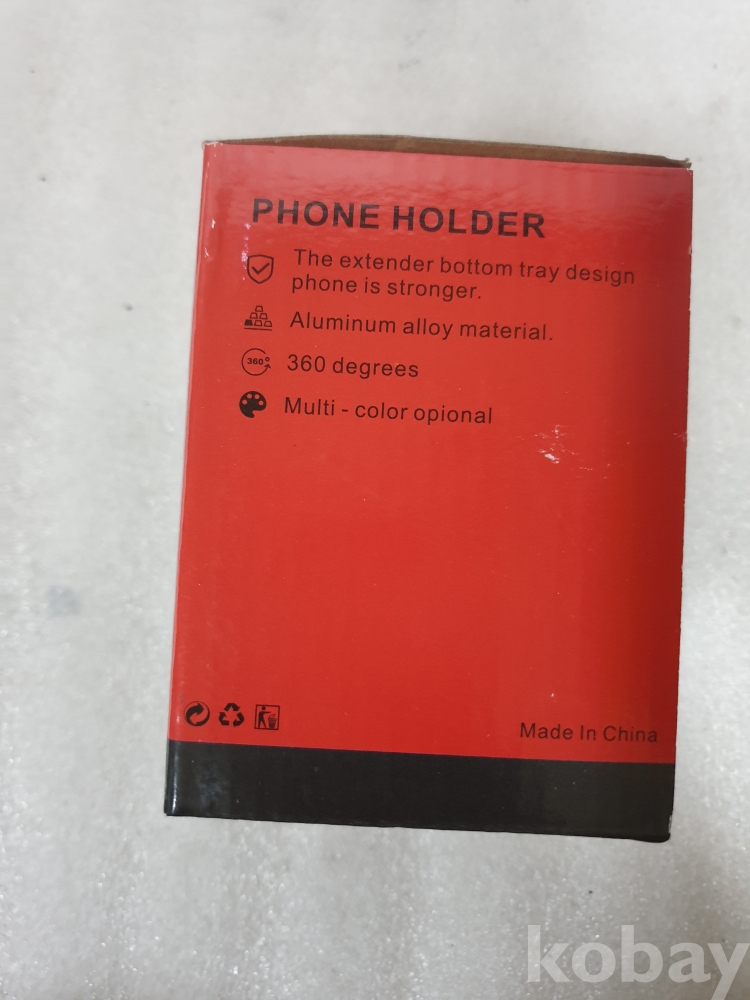 PHONE HOLDER
The extender bottom tray design
phone is stronger.
Aluminum alloy material.
360°
360 degrees
Multi - color opional
Made In China
kobay